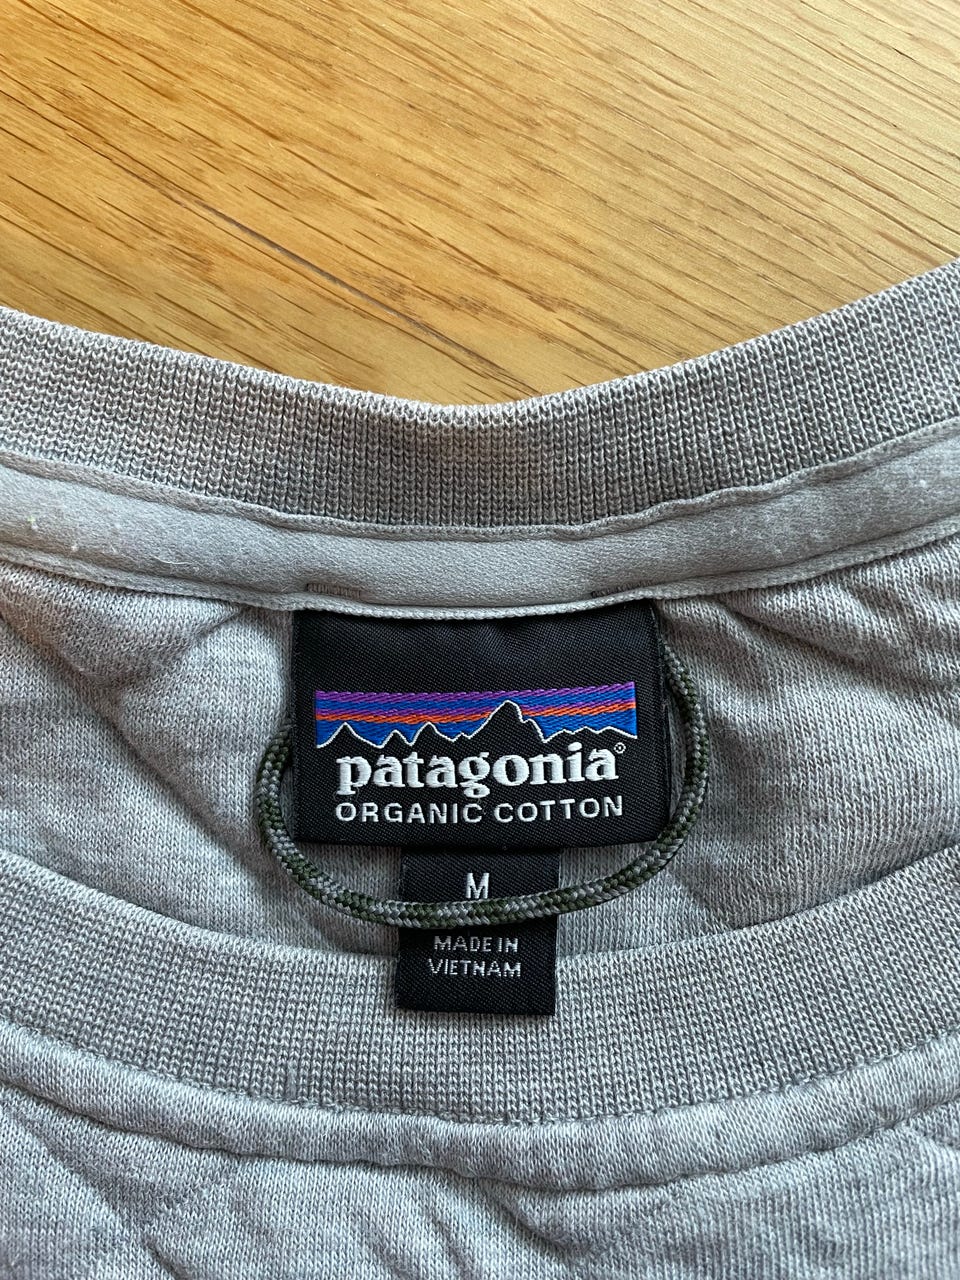 patagonia®
ORGANIC COTTON
M
MADE IN
VIETNAM